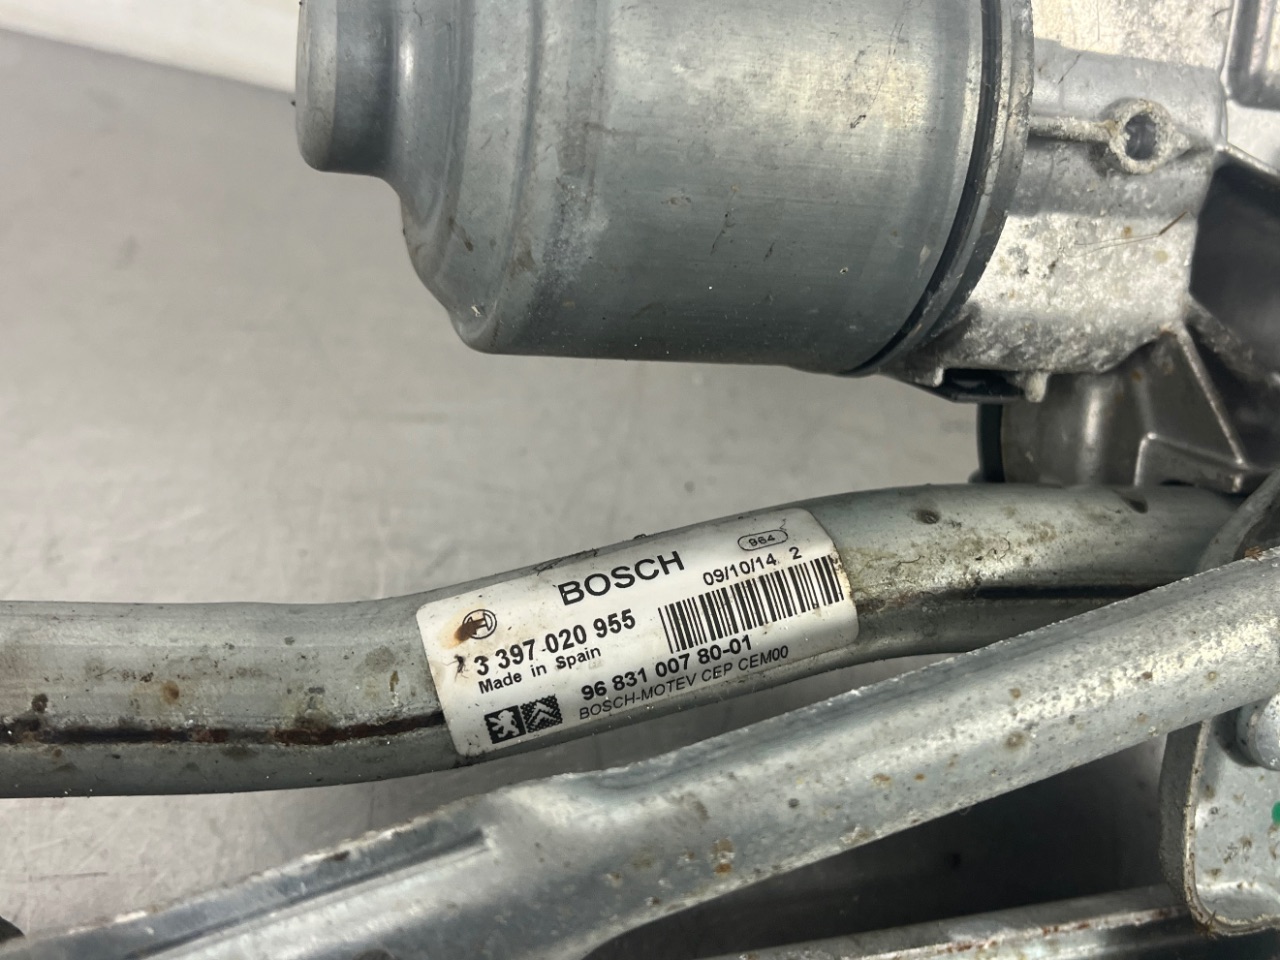 984
BOSCH
09/10/14 2
3 397 020 955
Made in Spain
96 831 007 80-01
BOSCH-MOTEV CEP CEM00